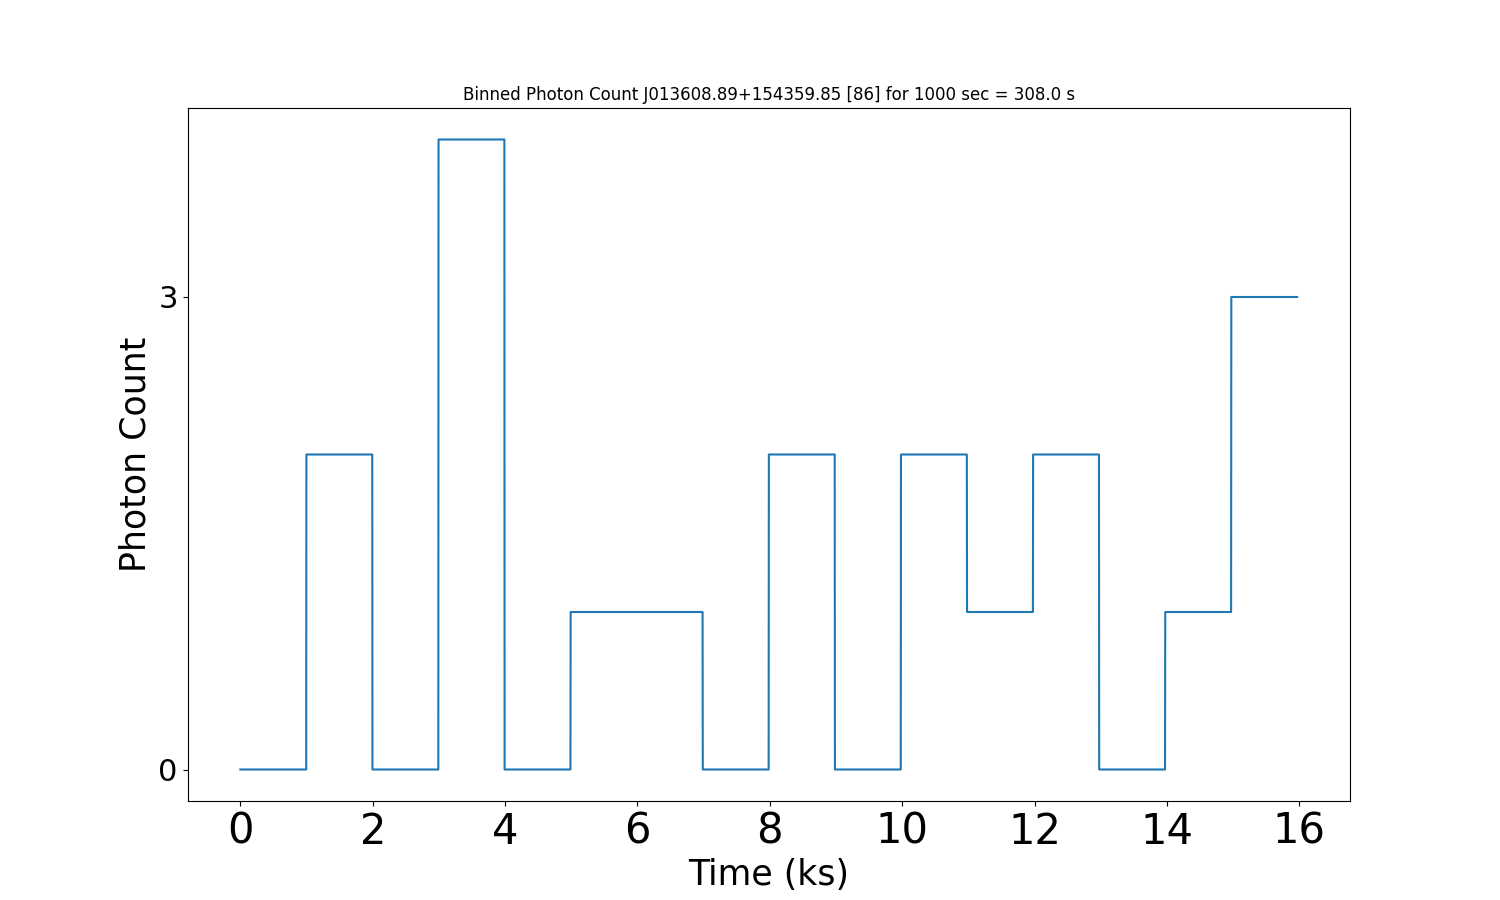 Binned Photon Count J013608.89+154359.85 [86] for 1000 sec = 308.0 s
3
Photon Count
0
0 2 4 6 8 10 12 14 16
Time (ks)